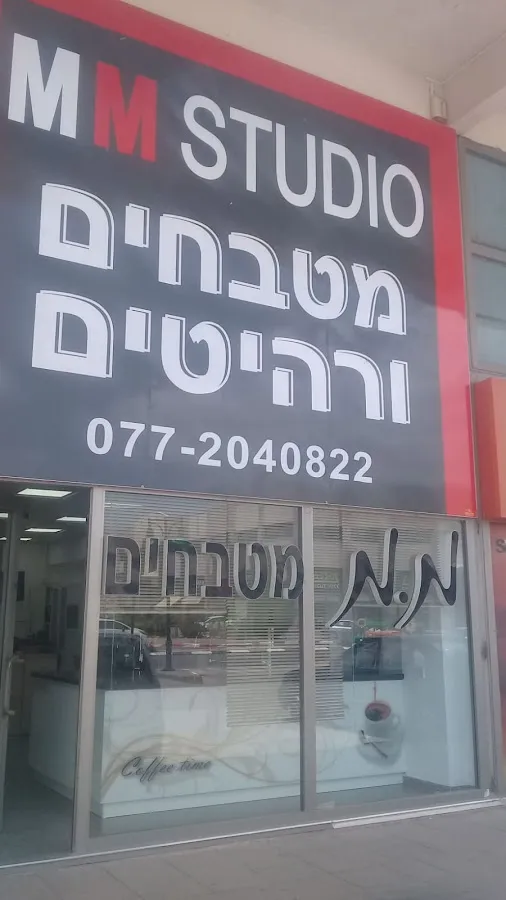 MM STUDIO
מטבחים
ורהיטים
077-2040822
מ.מ מטבחים
Coffee time